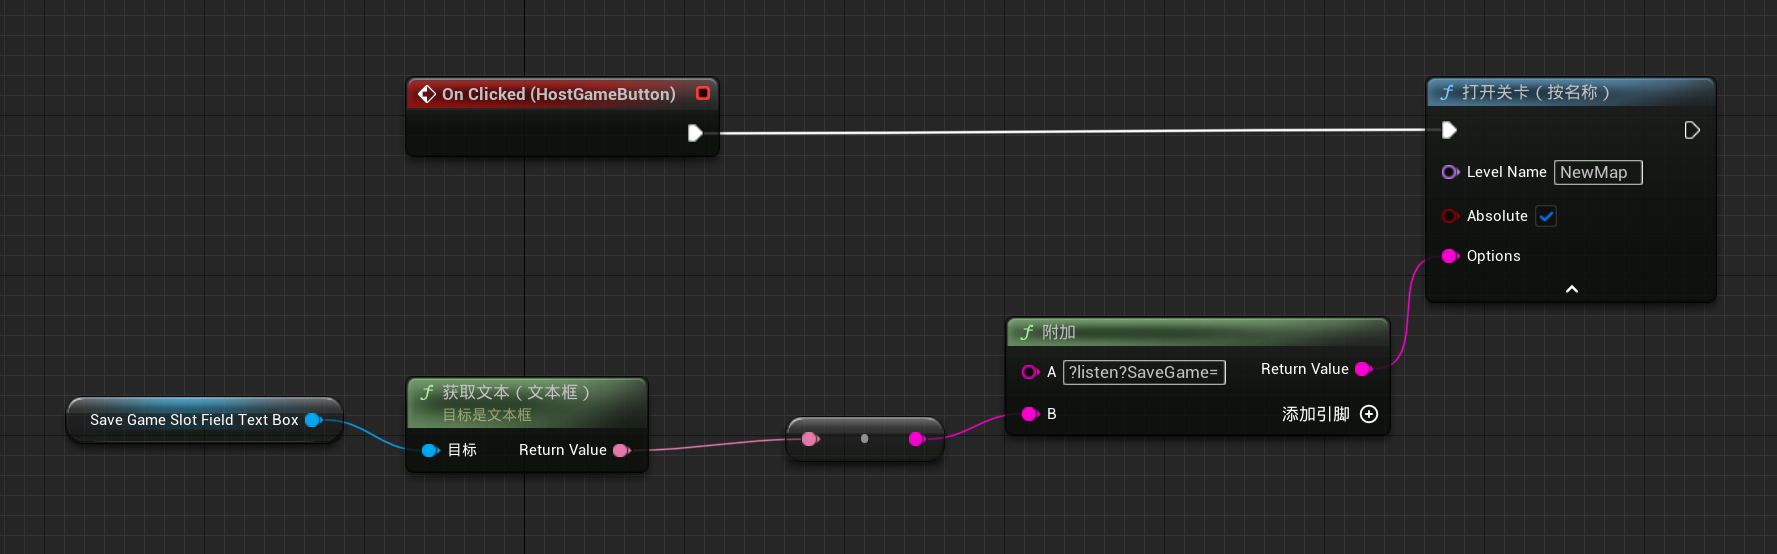 On Clicked (HostGameButton)
打开关卡（按名称）
Level Name NewMap
Absolute
Options
附加
A ?listen?SaveGame= Return Value
B 添加引脚
获取文本（文本框）
目标是文本框
目标 Return Value
Save Game Slot Field Text Box